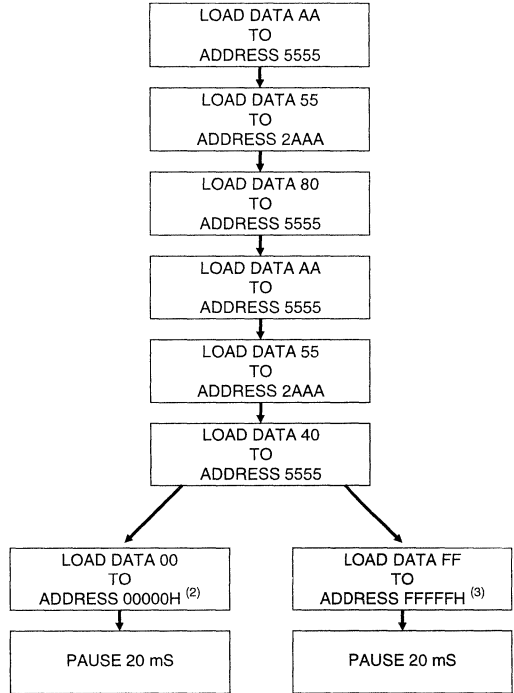 LOAD DATA AA
TO
ADDRESS 5555
LOAD DATA 55
TO
ADDRESS 2AAA
LOAD DATA 80
TO
ADDRESS 5555
LOAD DATA AA
TO
ADDRESS 5555
LOAD DATA 55
TO
ADDRESS 2AAA
LOAD DATA 40
TO
ADDRESS 5555
LOAD DATA 00
TO
ADDRESS 00000H (2)
PAUSE 20 mS
LOAD DATA FF
TO
ADDRESS FFFFFH (3)
PAUSE 20 mS